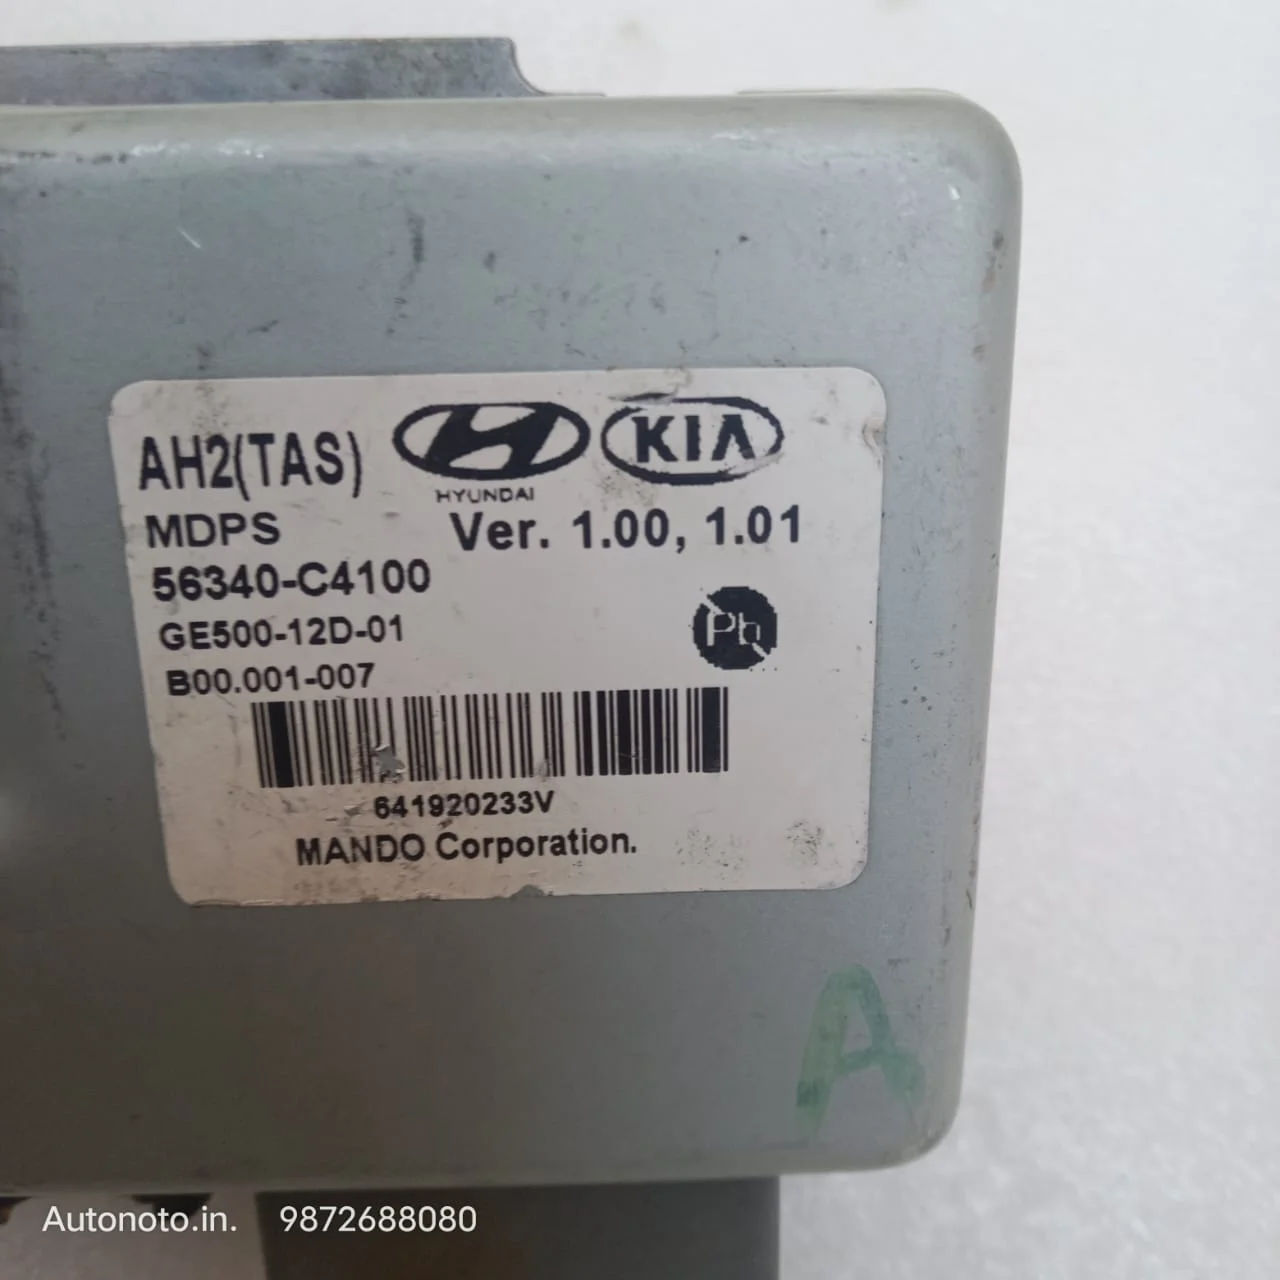 AH2(TAS)
HYUNDAI
KIA
MDPS
Ver. 1.00, 1.01
56340-C4100
GE500-12D-01
Pb
B00.001-007
641920233V
MANDO Corporation.
A
Autonoto.in. 9872688080